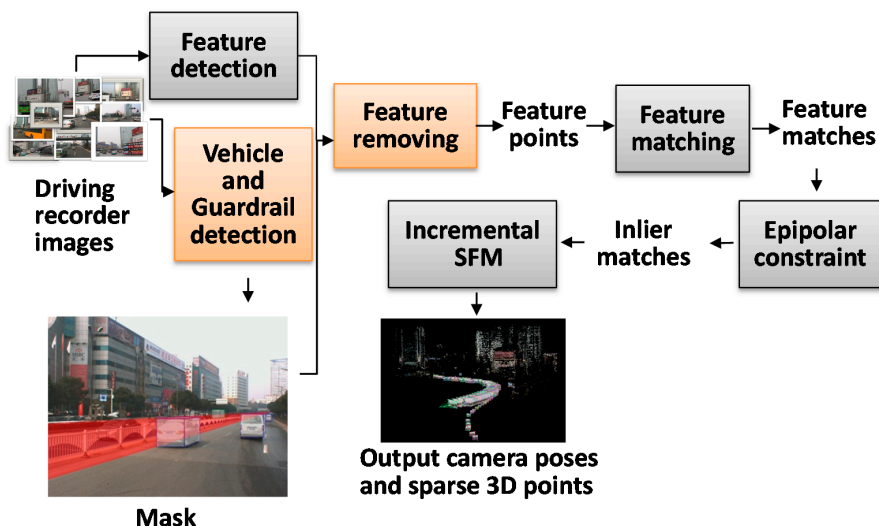 Feature
detection
Driving
recorder
images
Vehicle
and
Guardrail
detection
Feature
removing
Feature
points
Feature
matching
Feature
matches
Epipolar
constraint
Inlier
matches
Incremental
SFM
Output camera poses
and sparse 3D points
Mask